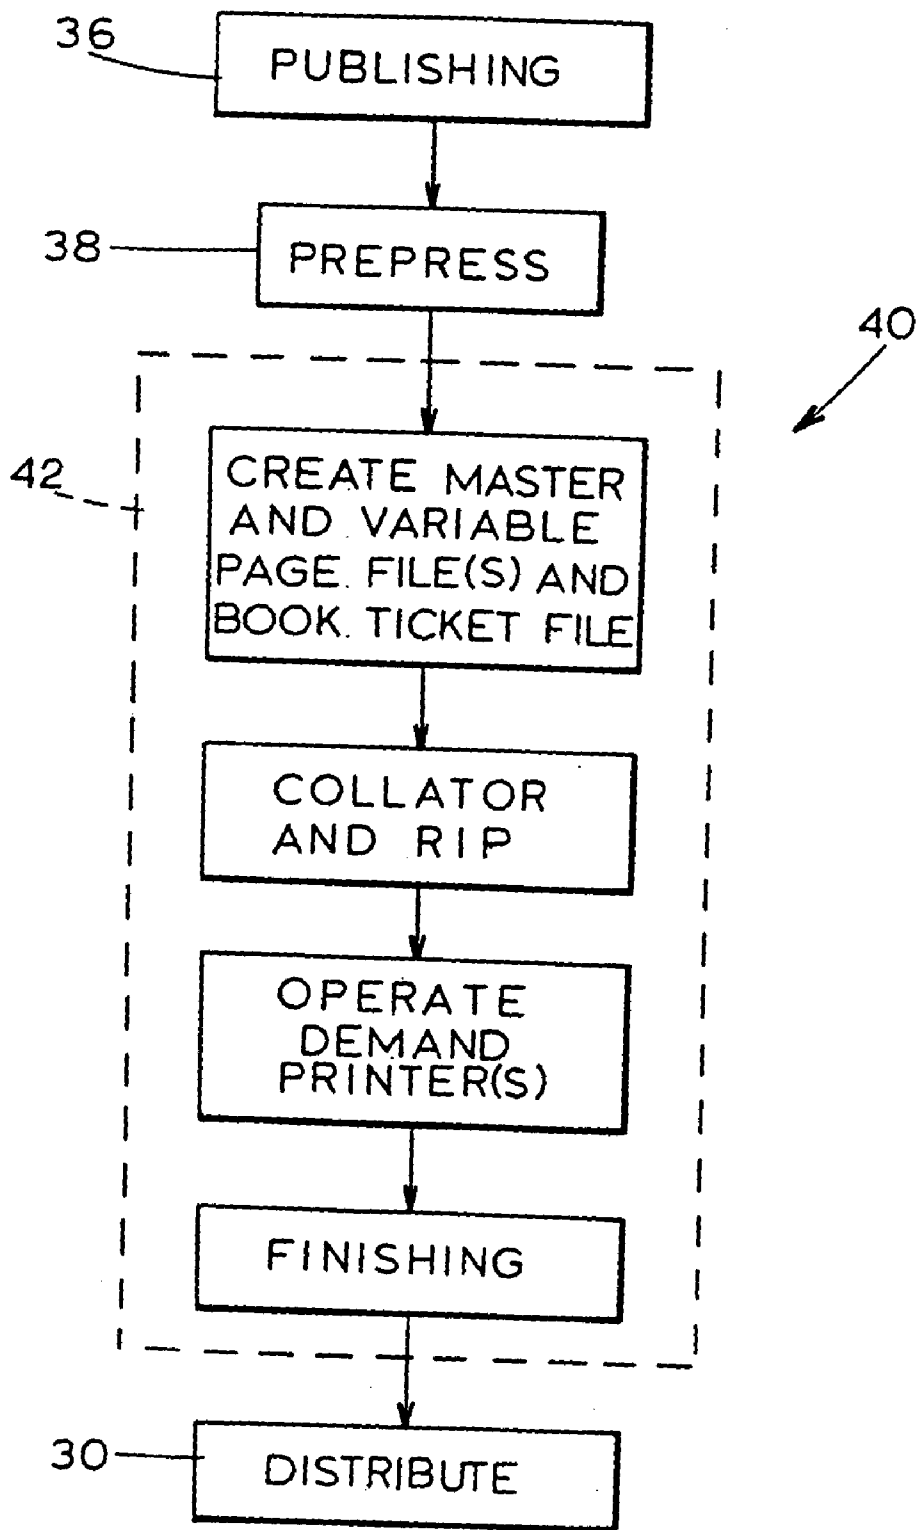 36
PUBLISHING
38
PREPRESS
40
42
CREATE MASTER
AND VARIABLE
PAGE. FILE(S) AND
BOOK. TICKET FILE
COLLATOR
AND RIP
OPERATE
DEMAND
PRINTER(S)
FINISHING
30
DISTRIBUTE